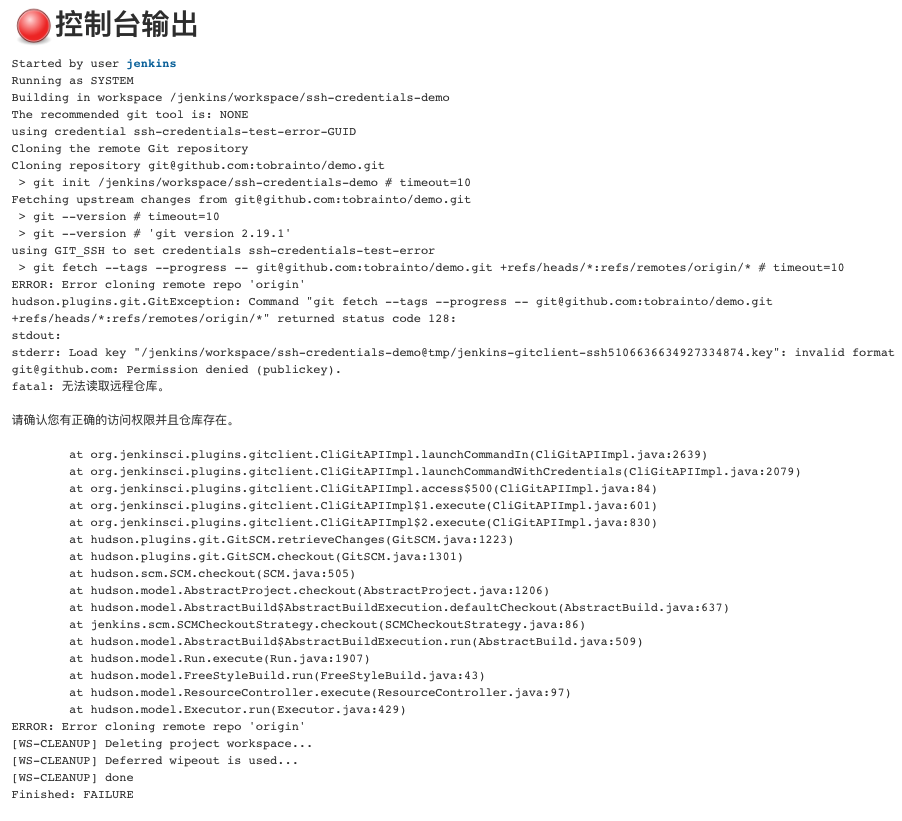 控制台输出
Started by user jenkins
Running as SYSTEM
Building in workspace /jenkins/workspace/ssh-credentials-demo
The recommended git tool is: NONE
using credential ssh-credentials-test-error-GUID
Cloning the remote Git repository
Cloning repository git@github.com:tobrainto/demo.git
 > git init /jenkins/workspace/ssh-credentials-demo # timeout=10
Fetching upstream changes from git@github.com:tobrainto/demo.git
 > git --version # timeout=10
 > git --version # 'git version 2.19.1'
using GIT_SSH to set credentials ssh-credentials-test-error
 > git fetch --tags --progress -- git@github.com:tobrainto/demo.git +refs/heads/*:refs/remotes/origin/* # timeout=10
ERROR: Error cloning remote repo 'origin'
hudson.plugins.git.GitException: Command "git fetch --tags --progress -- git@github.com:tobrainto/demo.git
+refs/heads/*:refs/remotes/origin/*" returned status code 128:
stdout:
stderr: Load key "/jenkins/workspace/ssh-credentials-demo@tmp/jenkins-gitclient-ssh5106636634927334874.key": invalid format
git@github.com: Permission denied (publickey).
fatal: 无法读取远程仓库。
请确认您有正确的访问权限并且仓库存在。
	at org.jenkinsci.plugins.gitclient.CliGitAPIImpl.launchCommandIn(CliGitAPIImpl.java:2639)
	at org.jenkinsci.plugins.gitclient.CliGitAPIImpl.launchCommandWithCredentials(CliGitAPIImpl.java:2079)
	at org.jenkinsci.plugins.gitclient.CliGitAPIImpl.access$500(CliGitAPIImpl.java:84)
	at org.jenkinsci.plugins.gitclient.CliGitAPIImpl$1.execute(CliGitAPIImpl.java:601)
	at org.jenkinsci.plugins.gitclient.CliGitAPIImpl$2.execute(CliGitAPIImpl.java:830)
	at hudson.plugins.git.GitSCM.retrieveChanges(GitSCM.java:1223)
	at hudson.plugins.git.GitSCM.checkout(GitSCM.java:1301)
	at hudson.scm.SCM.checkout(SCM.java:505)
	at hudson.model.AbstractProject.checkout(AbstractProject.java:1206)
	at hudson.model.AbstractBuild$AbstractBuildExecution.defaultCheckout(AbstractBuild.java:637)
	at jenkins.scm.SCMCheckoutStrategy.checkout(SCMCheckoutStrategy.java:86)
	at hudson.model.AbstractBuild$AbstractBuildExecution.run(AbstractBuild.java:509)
	at hudson.model.Run.execute(Run.java:1907)
	at hudson.model.FreeStyleBuild.run(FreeStyleBuild.java:43)
	at hudson.model.ResourceController.execute(ResourceController.java:97)
	at hudson.model.Executor.run(Executor.java:429)
ERROR: Error cloning remote repo 'origin'
[WS-CLEANUP] Deleting project workspace...
[WS-CLEANUP] Deferred wipeout is used...
[WS-CLEANUP] done
Finished: FAILURE